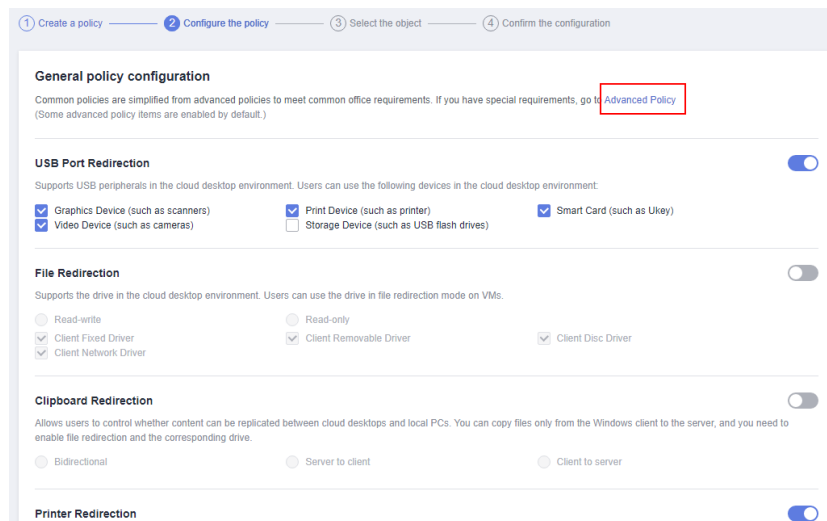 1 Create a policy 2 Configure the policy 3 Select the object 4 Confirm the configuration
General policy configuration
Common policies are simplified from advanced policies to meet common office requirements. If you have special requirements, go to Advanced Policy
(Some advanced policy items are enabled by default.)
USB Port Redirection
Supports USB peripherals in the cloud desktop environment. Users can use the following devices in the cloud desktop environment:
Graphics Device (such as scanners) Print Device (such as printer) Smart Card (such as Ukey)
Video Device (such as cameras) Storage Device (such as USB flash drives)
File Redirection
Supports the drive in the cloud desktop environment. Users can use the drive in file redirection mode on VMs.
Read-write Read-only
Client Fixed Driver Client Removable Driver Client Disc Driver
Client Network Driver
Clipboard Redirection
Allows users to control whether content can be replicated between cloud desktops and local PCs. You can copy files only from the Windows client to the server, and you need to
enable file redirection and the corresponding drive.
Bidirectional Server to client Client to server
Printer Redirection